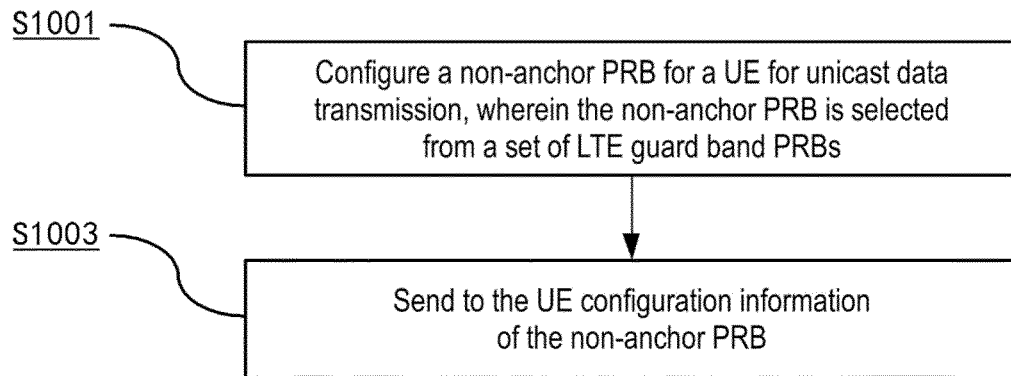 S1001
Configure a non-anchor PRB for a UE for unicast data
transmission, wherein the non-anchor PRB is selected
from a set of LTE guard band PRBs
S1003
Send to the UE configuration information
of the non-anchor PRB